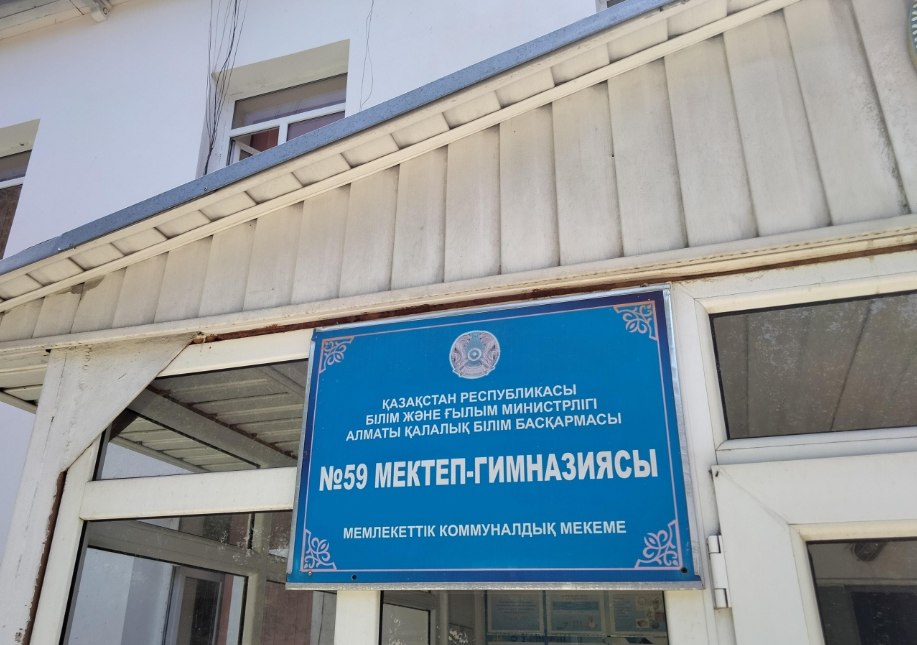 ҚАЗАҚСТАН РЕСПУБЛИКАСЫ
БІЛІМ ЖӘНЕ ҒЫЛЫМ МИНИСТРЛІГІ
АЛМАТЫ ҚАЛАЛЫҚ БІЛІМ БАСҚАРМАСЫ
№59 МЕКТЕП-ГИМНАЗИЯСЫ
МЕМЛЕКЕТТІК КОММУНАЛДЫҚ МЕКЕМЕ